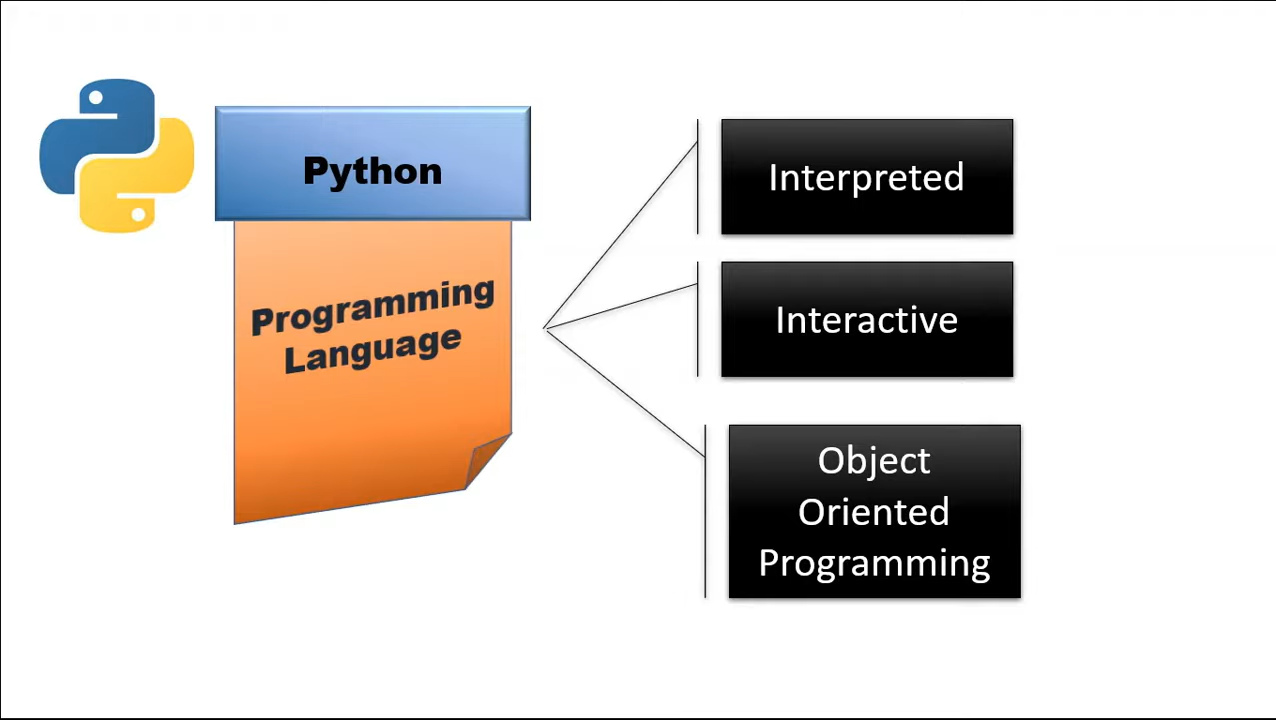 Python
Programming
Language
Interpreted
Interactive
Object
Oriented
Programming